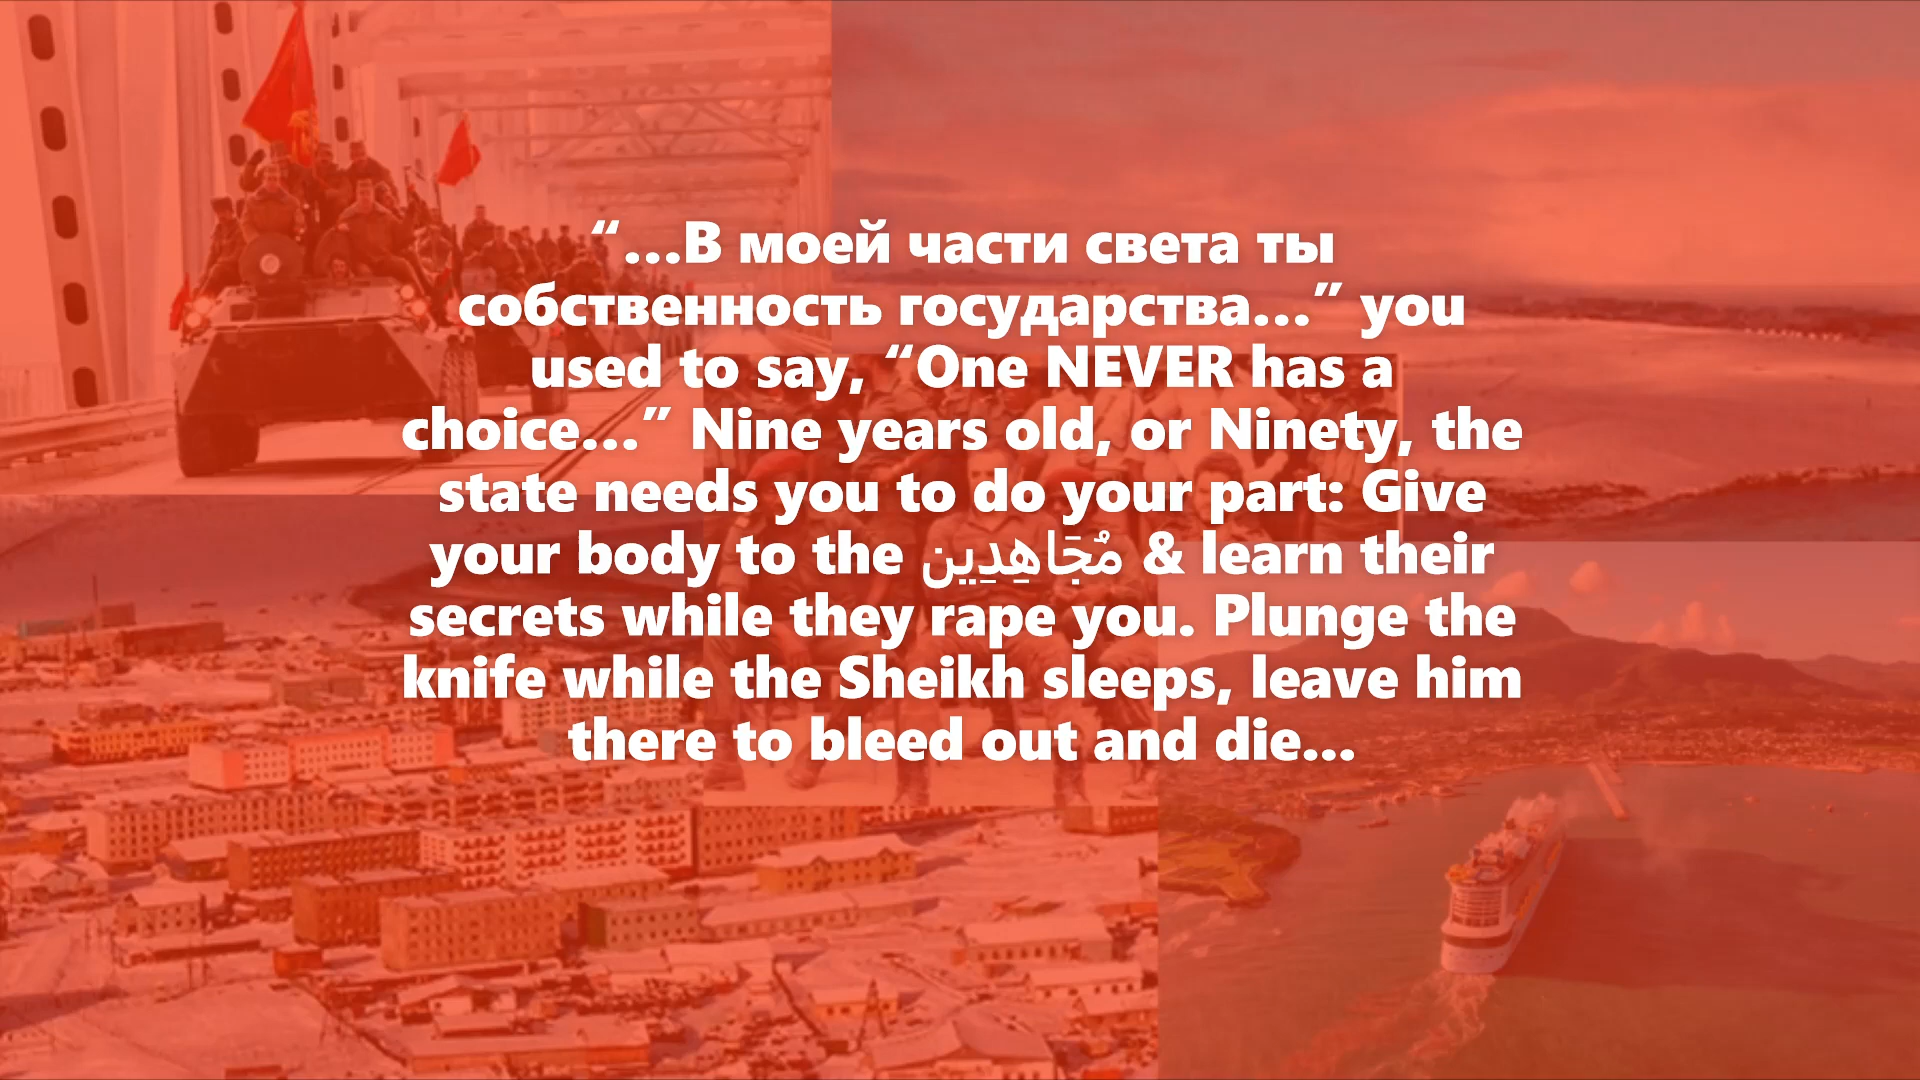 “…В моей части света ты
собственность государства…” you
used to say, “One NEVER has a
choice…” Nine years old, or Ninety, the
state needs you to do your part: Give
your body to the مُجَاهِدِين & learn their
secrets while they rape you. Plunge the
knife while the Sheikh sleeps, leave him
there to bleed out and die…